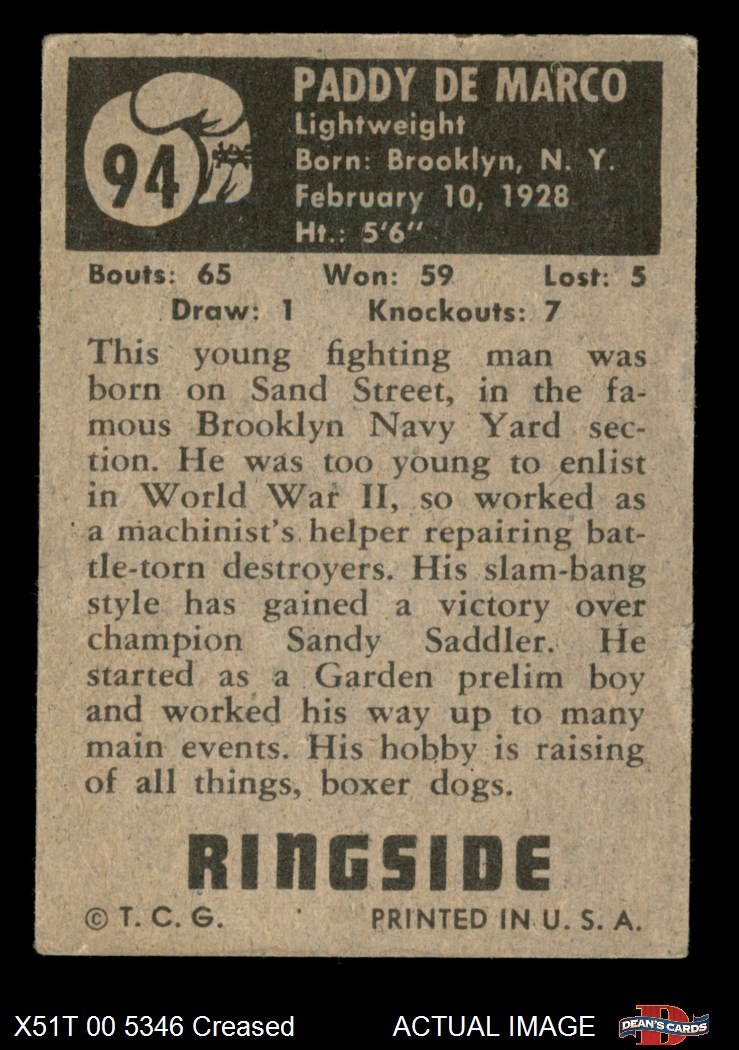 94
PADDY DE MARCO
Lightweight
Born: Brooklyn, N. Y.
February 10, 1928
Ht.: 5'6"
Bouts: 65 Won: 59 Lost: 5
Draw: 1 Knockouts: 7
This young fighting man was
born on Sand Street, in the fa-
mous Brooklyn Navy Yard sec-
tion. He was too young to enlist
in World War II, so worked as
a machinist's helper repairing bat-
tle-torn destroyers. His slam-bang
style has gained a victory over
champion Sandy Saddler. He
started as a Garden prelim boy
and worked his way up to many
main events. His hobby is raising
of all things, boxer dogs.
RINGSIDE
© T. C. G. PRINTED IN U. S. A.
X51T 00 5346 Creased ACTUAL IMAGE
D
DEAN'S CARDS